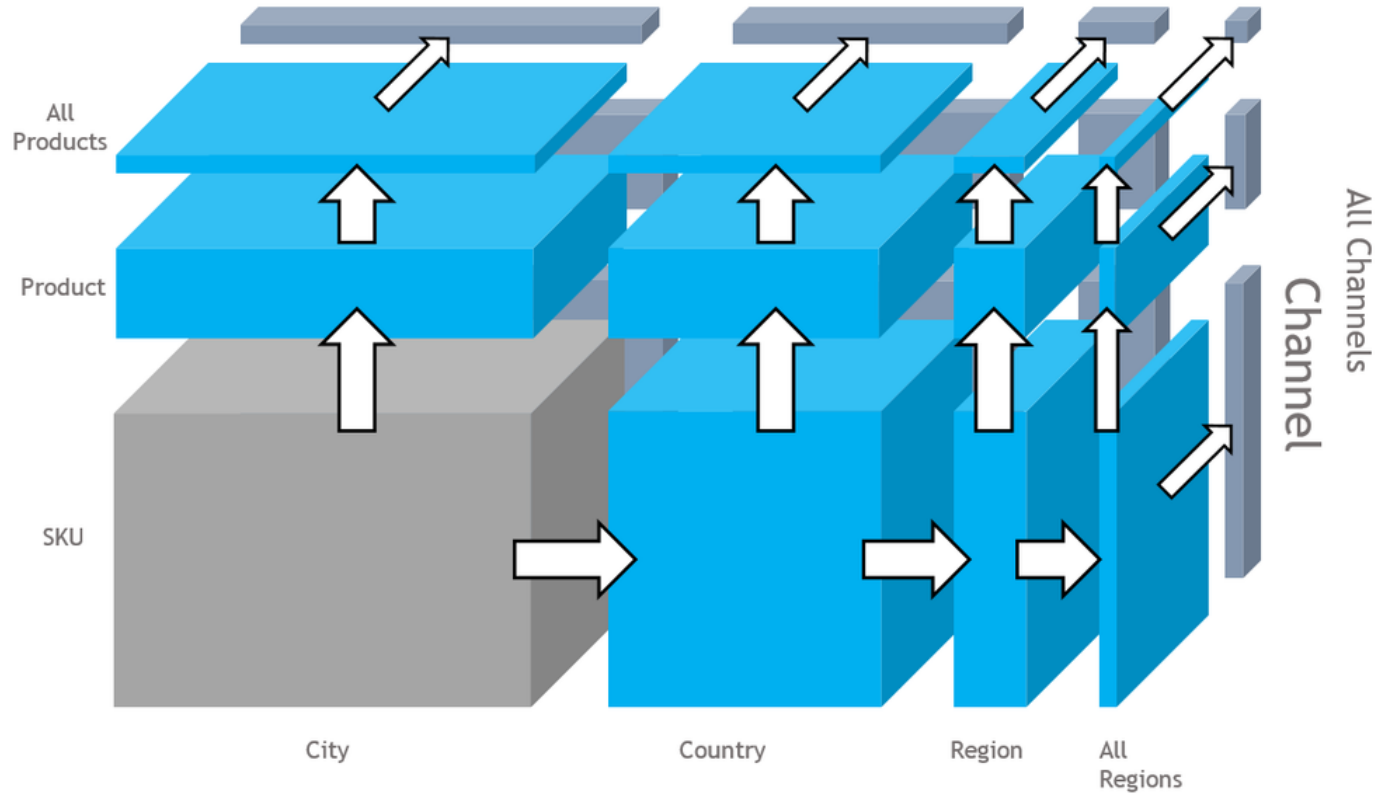 All
Products
Product
SKU
City
Country
Region
All
Regions
Channel
All Channels